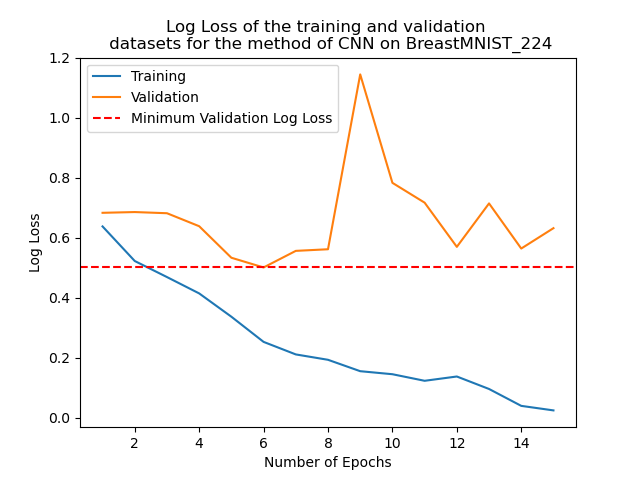 Log Loss of the training and validation
datasets for the method of CNN on BreastMNIST_224
Training
Validation
Minimum Validation Log Loss
Log Loss
1.2
1.0
0.8
0.6
0.4
0.2
0.0
2 4 6 8 10 12 14
Number of Epochs